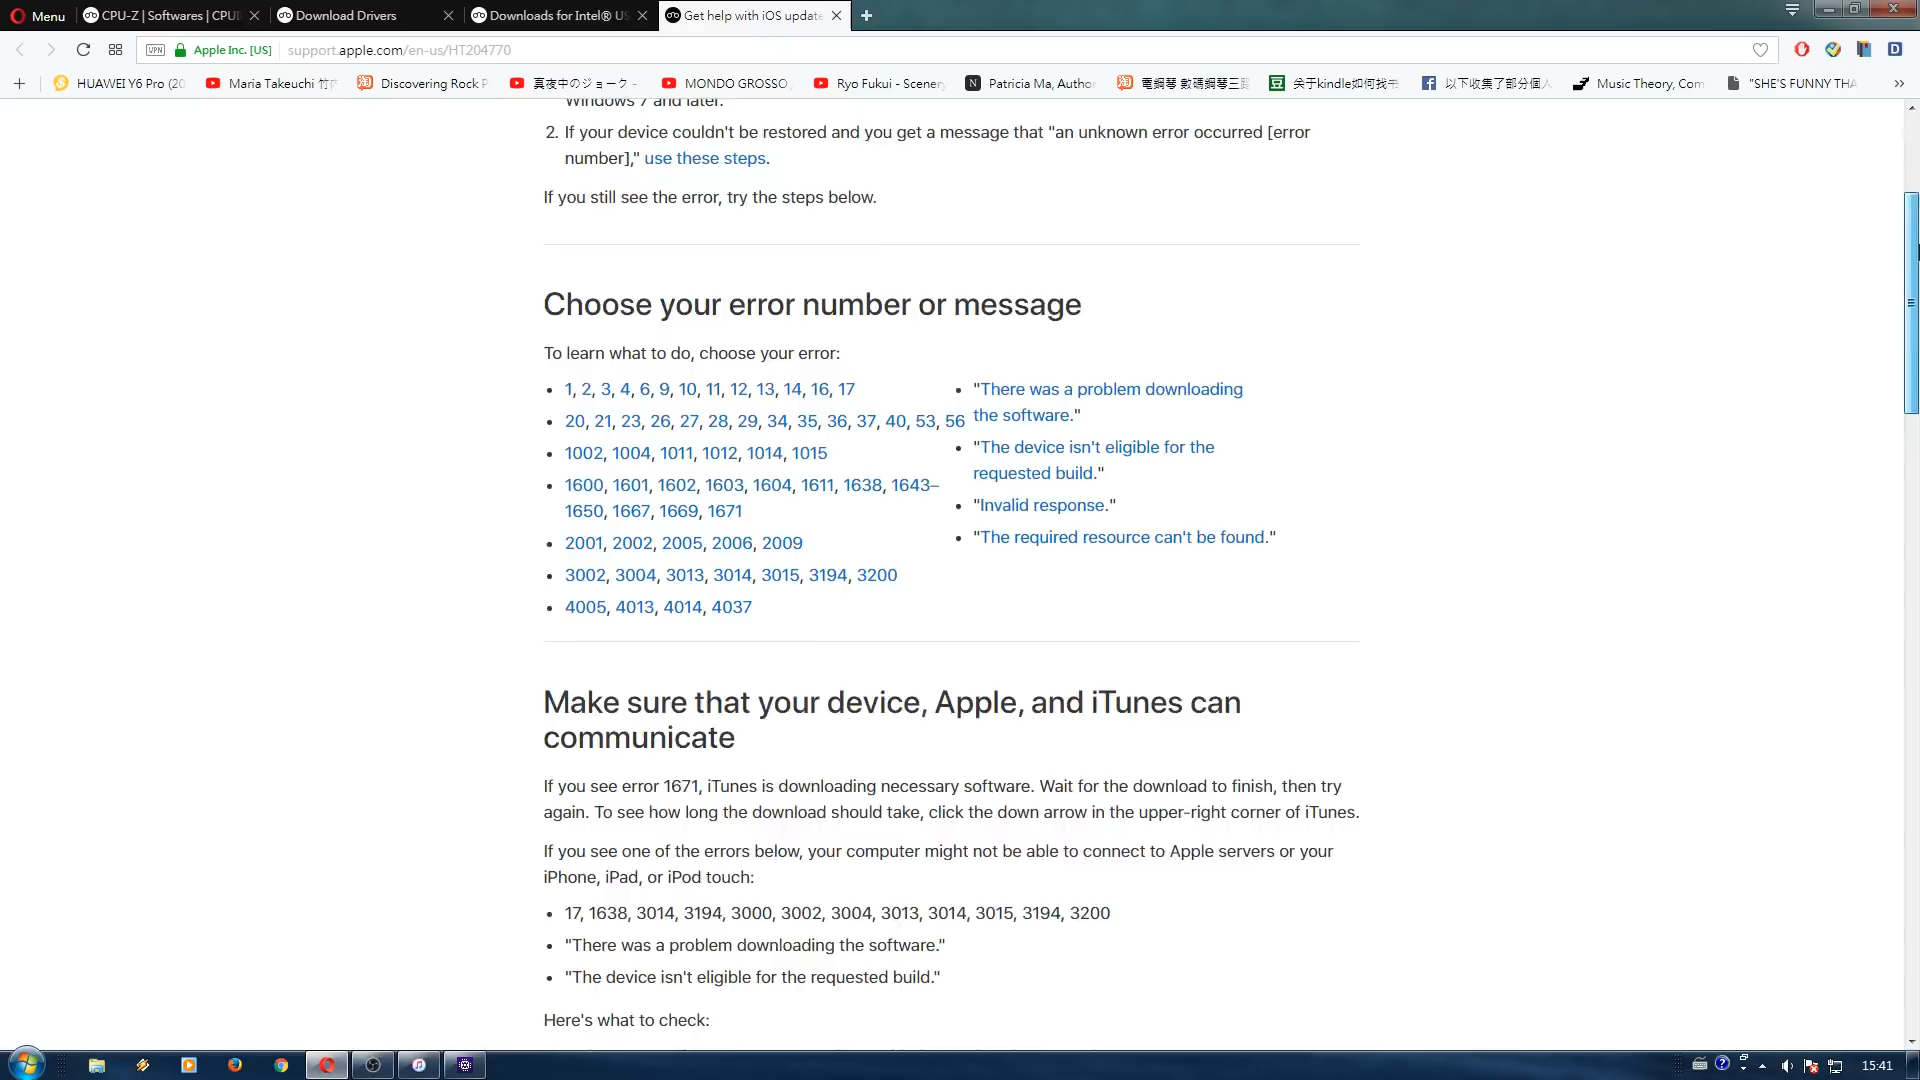 Menu
CPU-Z | Softwares | CPUI
Download Drivers
Downloads for Intel® US
Get help with iOS update
VPN
Apple Inc. [US]
support.apple.com/en-us/HT204770
HUAWEI Y6 Pro (20
Maria Takeuchi 竹内
Discovering Rock P
真夜中のジョーク -
MONDO GROSSO
Ryo Fukui - Scenery
Patricia Ma, Author
電鋼琴 數碼鋼琴三
关于kindle如何找书
以下收集了部分個人
Music Theory, Com
"SHE'S FUNNY THA
Windows 7 and later.
2. If your device couldn't be restored and you get a message that "an unknown error occurred [error
number]," use these steps.
If you still see the error, try the steps below.
Choose your error number or message
To learn what to do, choose your error:
1, 2, 3, 4, 6, 9, 10, 11, 12, 13, 14, 16, 17
20, 21, 23, 26, 27, 28, 29, 34, 35, 36, 37, 40, 53, 56
1002, 1004, 1011, 1012, 1014, 1015
1600, 1601, 1602, 1603, 1604, 1611, 1638, 1643–
1650, 1667, 1669, 1671
2001, 2002, 2005, 2006, 2009
3002, 3004, 3013, 3014, 3015, 3194, 3200
4005, 4013, 4014, 4037
"There was a problem downloading
the software."
"The device isn't eligible for the
requested build."
"Invalid response."
"The required resource can't be found."
Make sure that your device, Apple, and iTunes can
communicate
If you see error 1671, iTunes is downloading necessary software. Wait for the download to finish, then try
again. To see how long the download should take, click the down arrow in the upper-right corner of iTunes.
If you see one of the errors below, your computer might not be able to connect to Apple servers or your
iPhone, iPad, or iPod touch:
17, 1638, 3014, 3194, 3000, 3002, 3004, 3013, 3014, 3015, 3194, 3200
"There was a problem downloading the software."
"The device isn't eligible for the requested build."
Here's what to check:
15:41